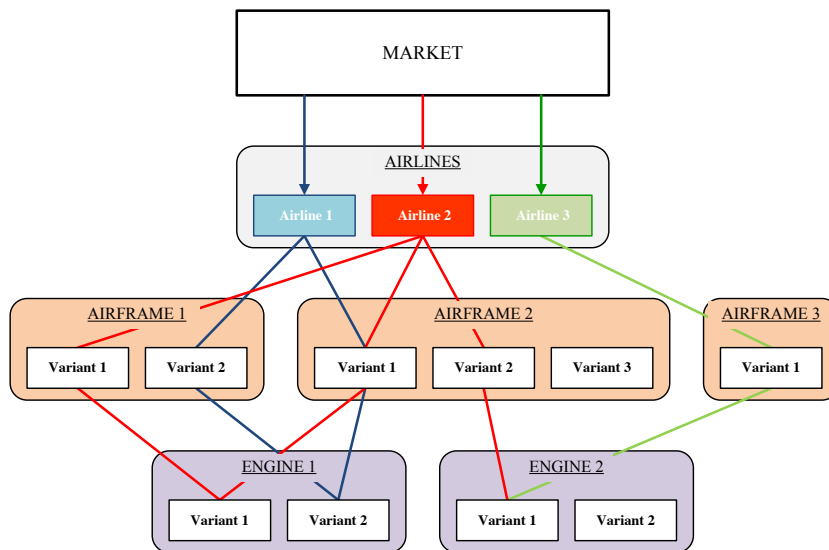 MARKET
AIRLINES
Airline 1 Airline 2 Airline 3
AIRFRAME 1 AIRFRAME 2 AIRFRAME 3
Variant 1 Variant 2 Variant 1 Variant 2 Variant 3 Variant 1
ENGINE 1 ENGINE 2
Variant 1 Variant 2 Variant 1 Variant 2